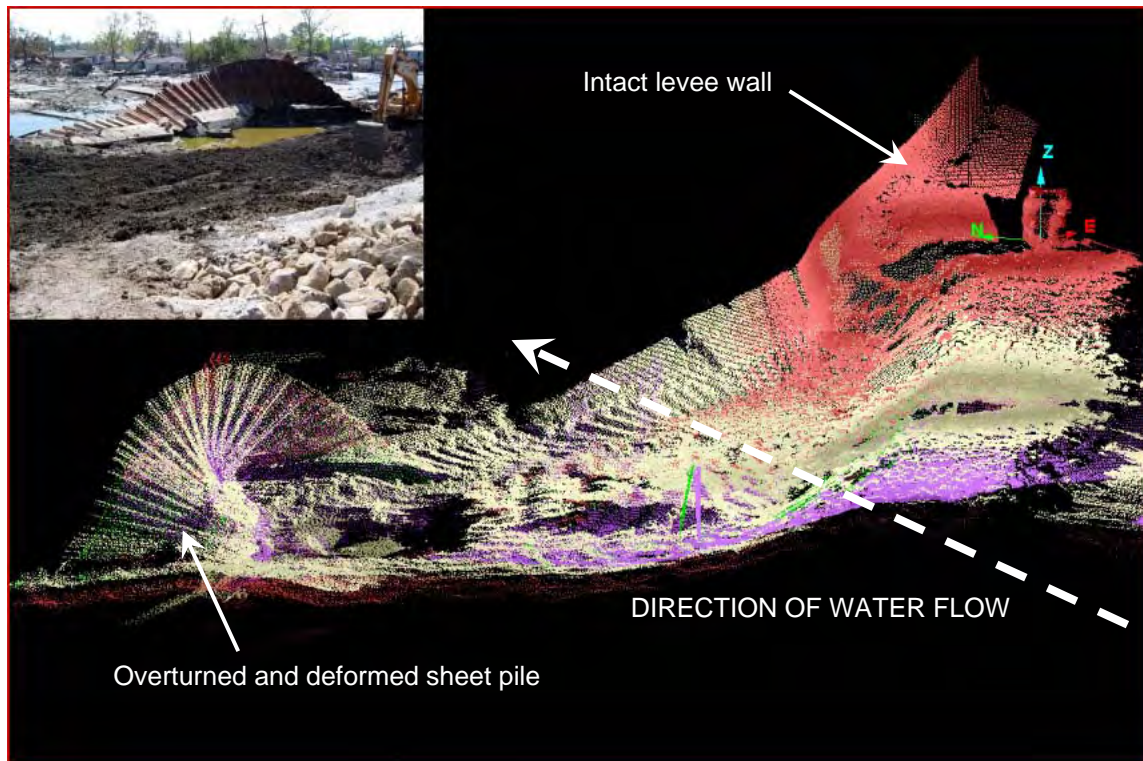 Intact levee wall
Z
N
E
DIRECTION OF WATER FLOW
Overturned and deformed sheet pile